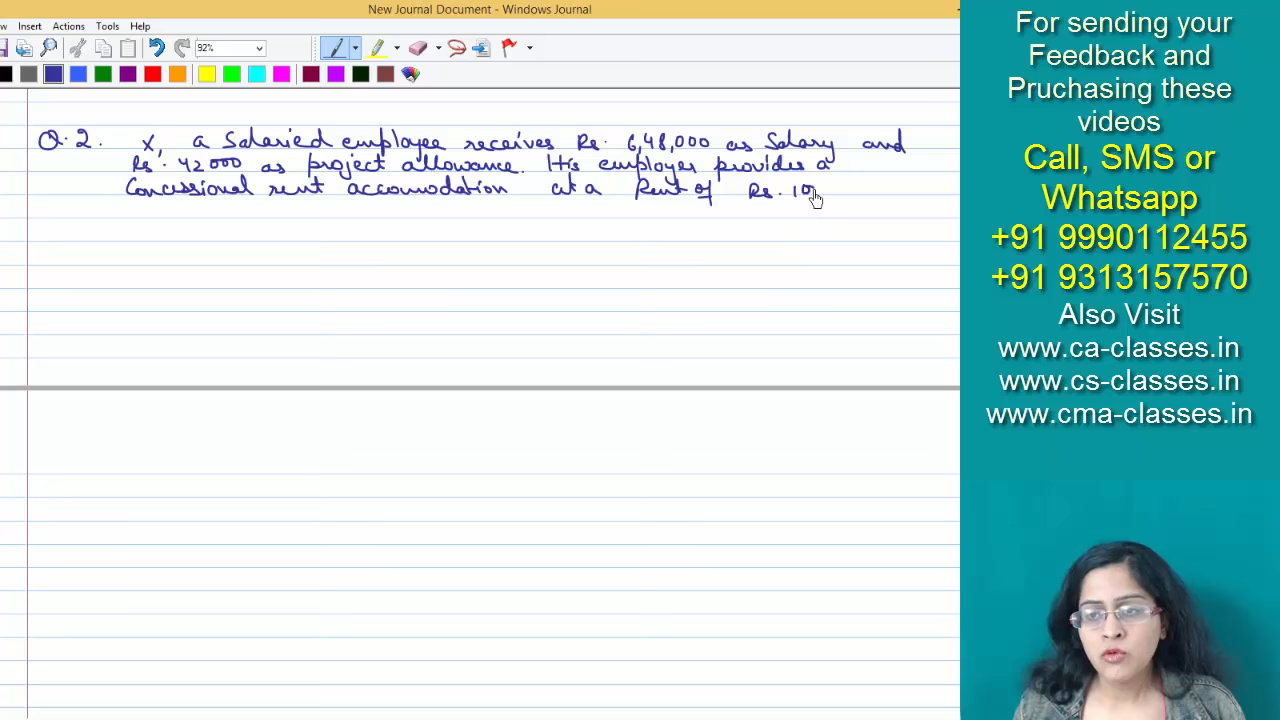 New Journal Document - Windows Journal
Insert Actions Tools Help
92%
Q.2. X, a Salaried employee receives Rs. 6,48,000 as Salary and
Rs. 42000 as project allowance. His employer provides a
Concessional rent accomodation at a Rent of Rs. 10
For sending your
Feedback and
Pruchasing these
videos
Call, SMS or
Whatsapp
+91 9990112455
+91 9313157570
Also Visit
www.ca-classes.in
www.cs-classes.in
www.cma-classes.in